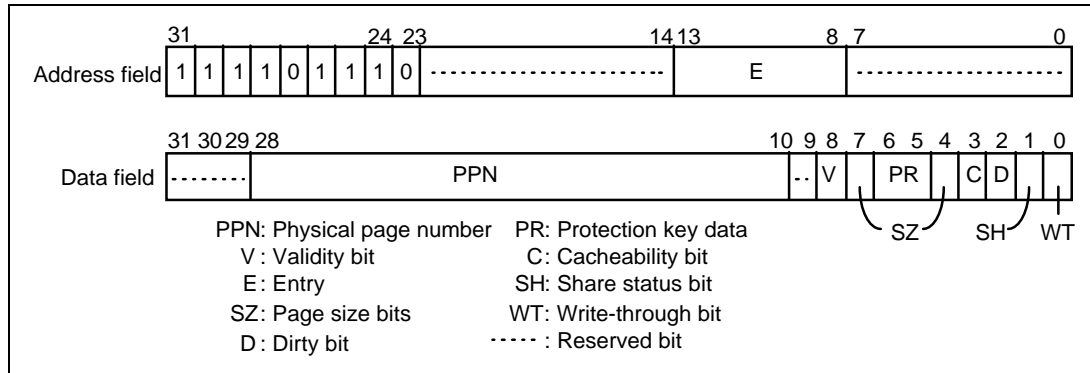 31 24 23 14 13 8 7 0
Address field 1 1 1 1 0 1 1 1 0 E
31 30 29 28 10 9 8 7 6 5 4 3 2 1 0
Data field PPN V PR C D
SZ SH WT
PPN: Physical page number PR: Protection key data
V: Validity bit C: Cacheability bit
E: Entry SH: Share status bit
SZ: Page size bits WT: Write-through bit
D: Dirty bit ----- : Reserved bit